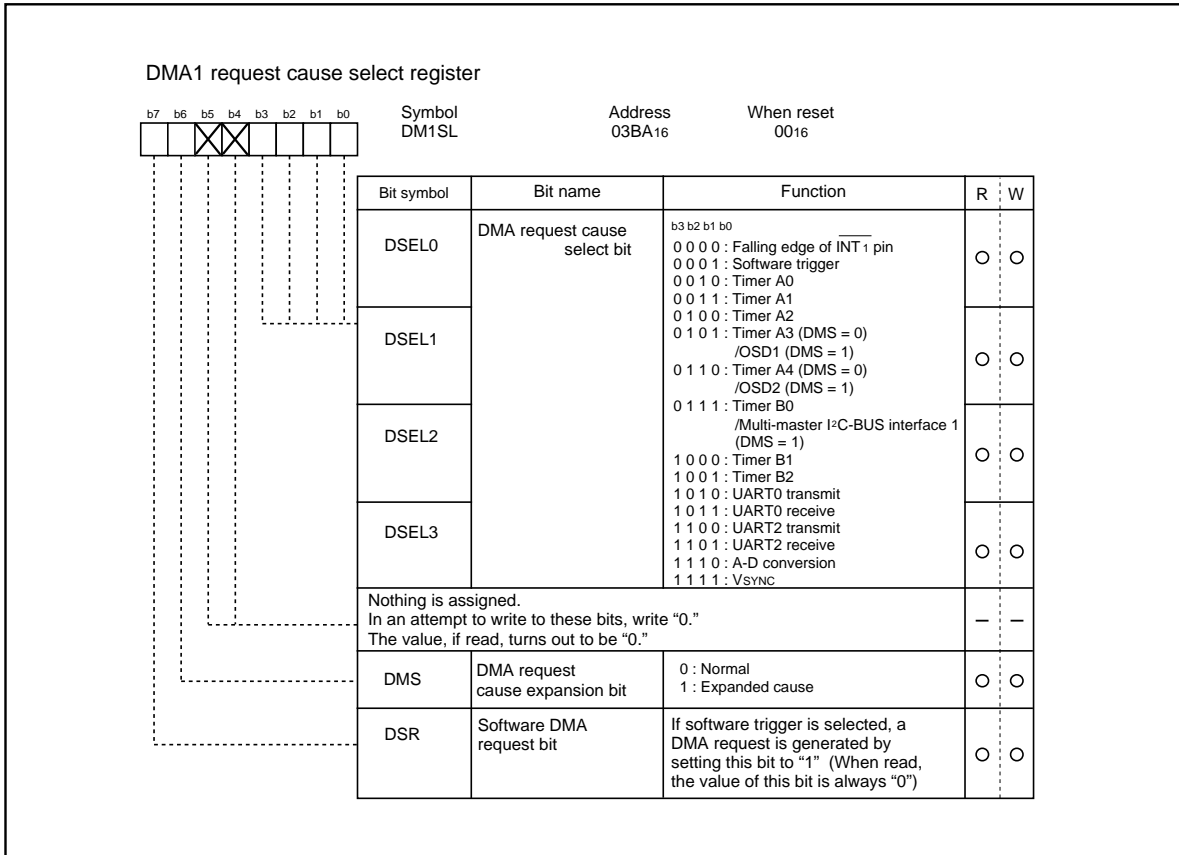 DMA1 request cause select register
b7 b6 b5 b4 b3 b2 b1 b0
Symbol Address When reset
DM1SL 03BA16 0016
Bit symbol Bit name Function R W
DSEL0
DMA request cause
select bit
b3 b2 b1 b0
0 0 0 0 : Falling edge of INT1 pin
0 0 0 1 : Software trigger
0 0 1 0 : Timer A0
0 0 1 1 : Timer A1
0 1 0 0 : Timer A2
DSEL1
0 1 0 1 : Timer A3 (DMS = 0)
/OSD1 (DMS = 1)
0 1 1 0 : Timer A4 (DMS = 0)
/OSD2 (DMS = 1)
0 1 1 1 : Timer B0
DSEL2
/Multi-master I2C-BUS interface 1
(DMS = 1)
1 0 0 0 : Timer B1
1 0 0 1 : Timer B2
1 0 1 0 : UART0 transmit
1 0 1 1 : UART0 receive
DSEL3
1 1 0 0 : UART2 transmit
1 1 0 1 : UART2 receive
1 1 1 0 : A-D conversion
1 1 1 1 : VSYNC
Nothing is assigned.
In an attempt to write to these bits, write “0.”
The value, if read, turns out to be “0.”
– –
DMS
DMA request
cause expansion bit
0 : Normal
1 : Expanded cause
DSR
Software DMA
request bit
If software trigger is selected, a
DMA request is generated by
setting this bit to “1” (When read,
the value of this bit is always “0”)